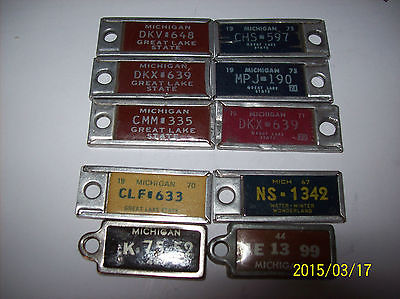 MICHIGAN
DKV 648
GREAT LAKE
STATE
19 MICHIGAN 73
CHS 597
GREAT LAKE
STATE
MICHIGAN
DKX 639
GREAT LAKE
STATE
MICHIGAN
MPJ 190
GREAT LAKE
STATE
MICHIGAN
CMM 335
GREAT LAKE
STATE
MICHIGAN 71
DKX 639
GREAT LAKE
STATE
19 MICHIGAN 70
CLF 633
GREAT LAKE STATE
MICH 67
NS 1342
WATER-WINTER
WONDERLAND
MICHIGAN
44
E 13 99
MICHIG
2015/03/17